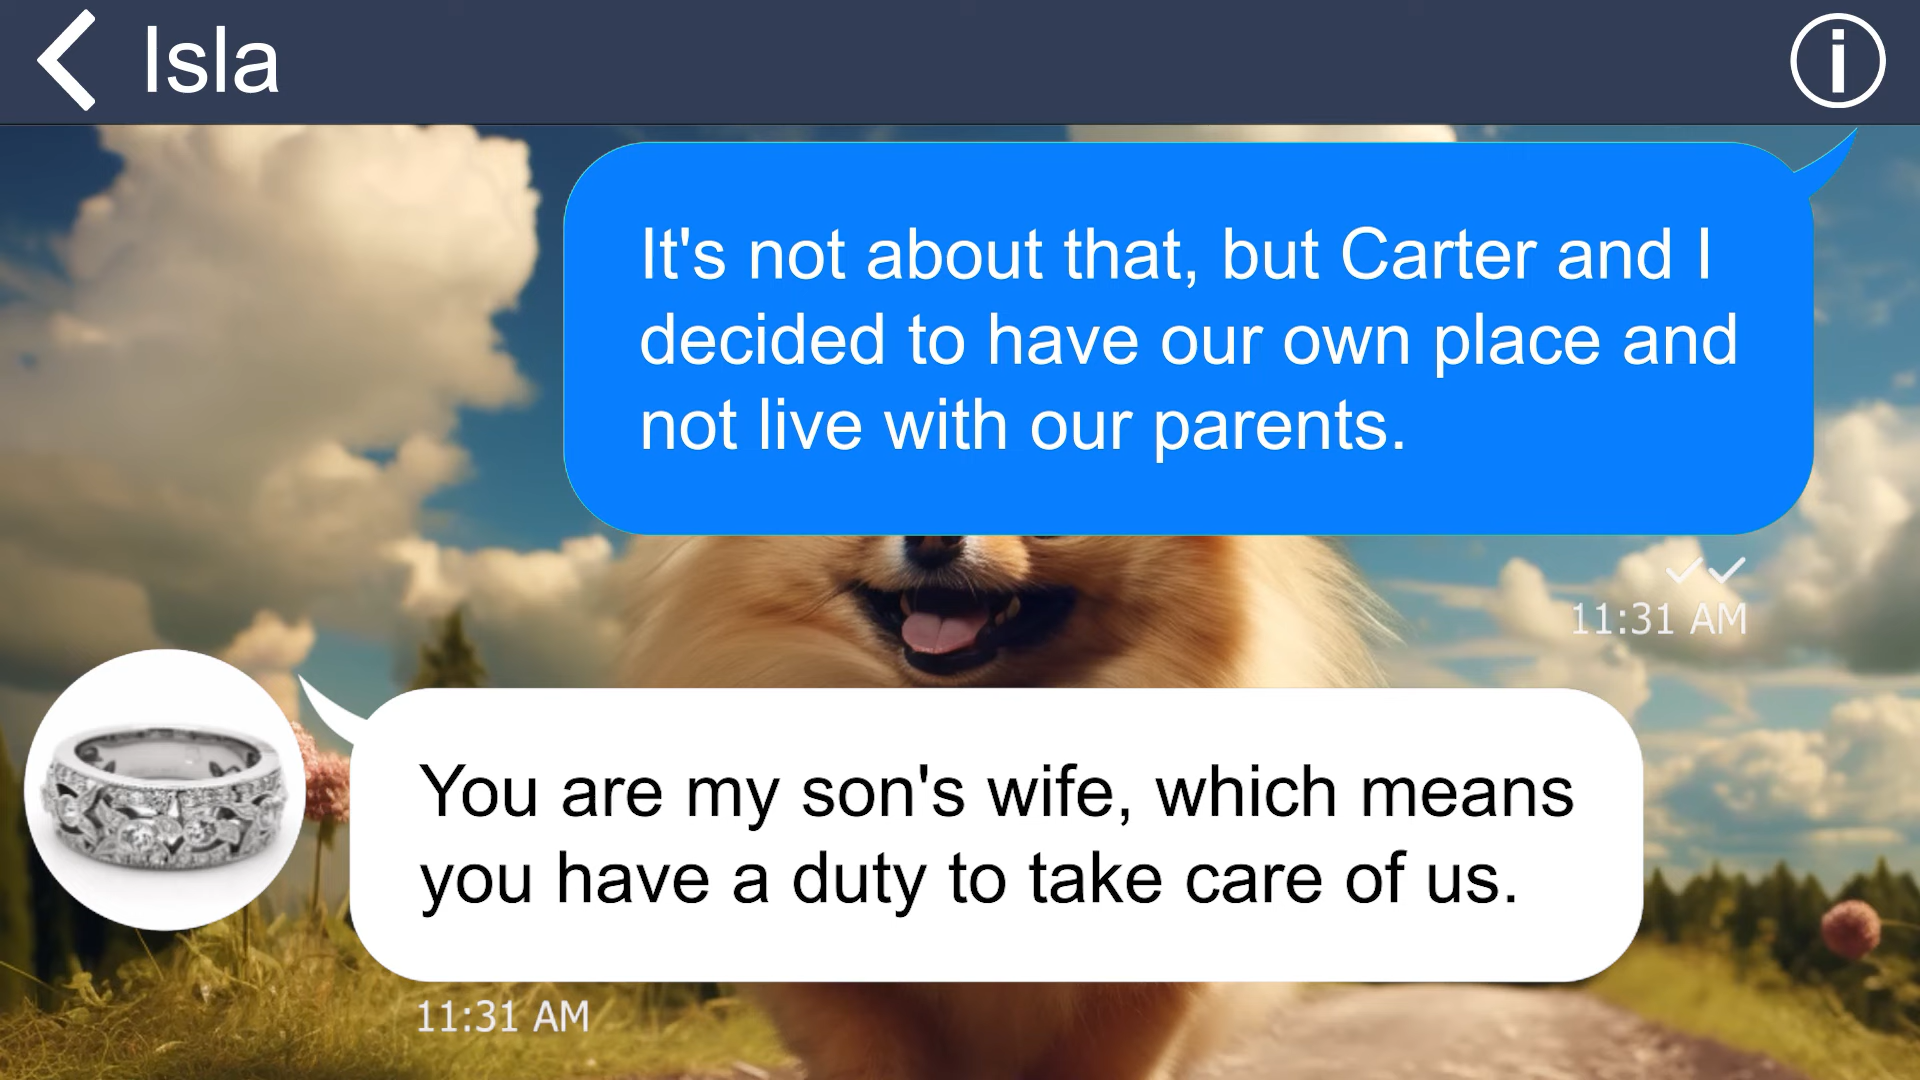 Isla
It's not about that, but Carter and I
decided to have our own place and
not live with our parents.
11:31 AM
You are my son's wife, which means
you have a duty to take care of us.
11:31 AM